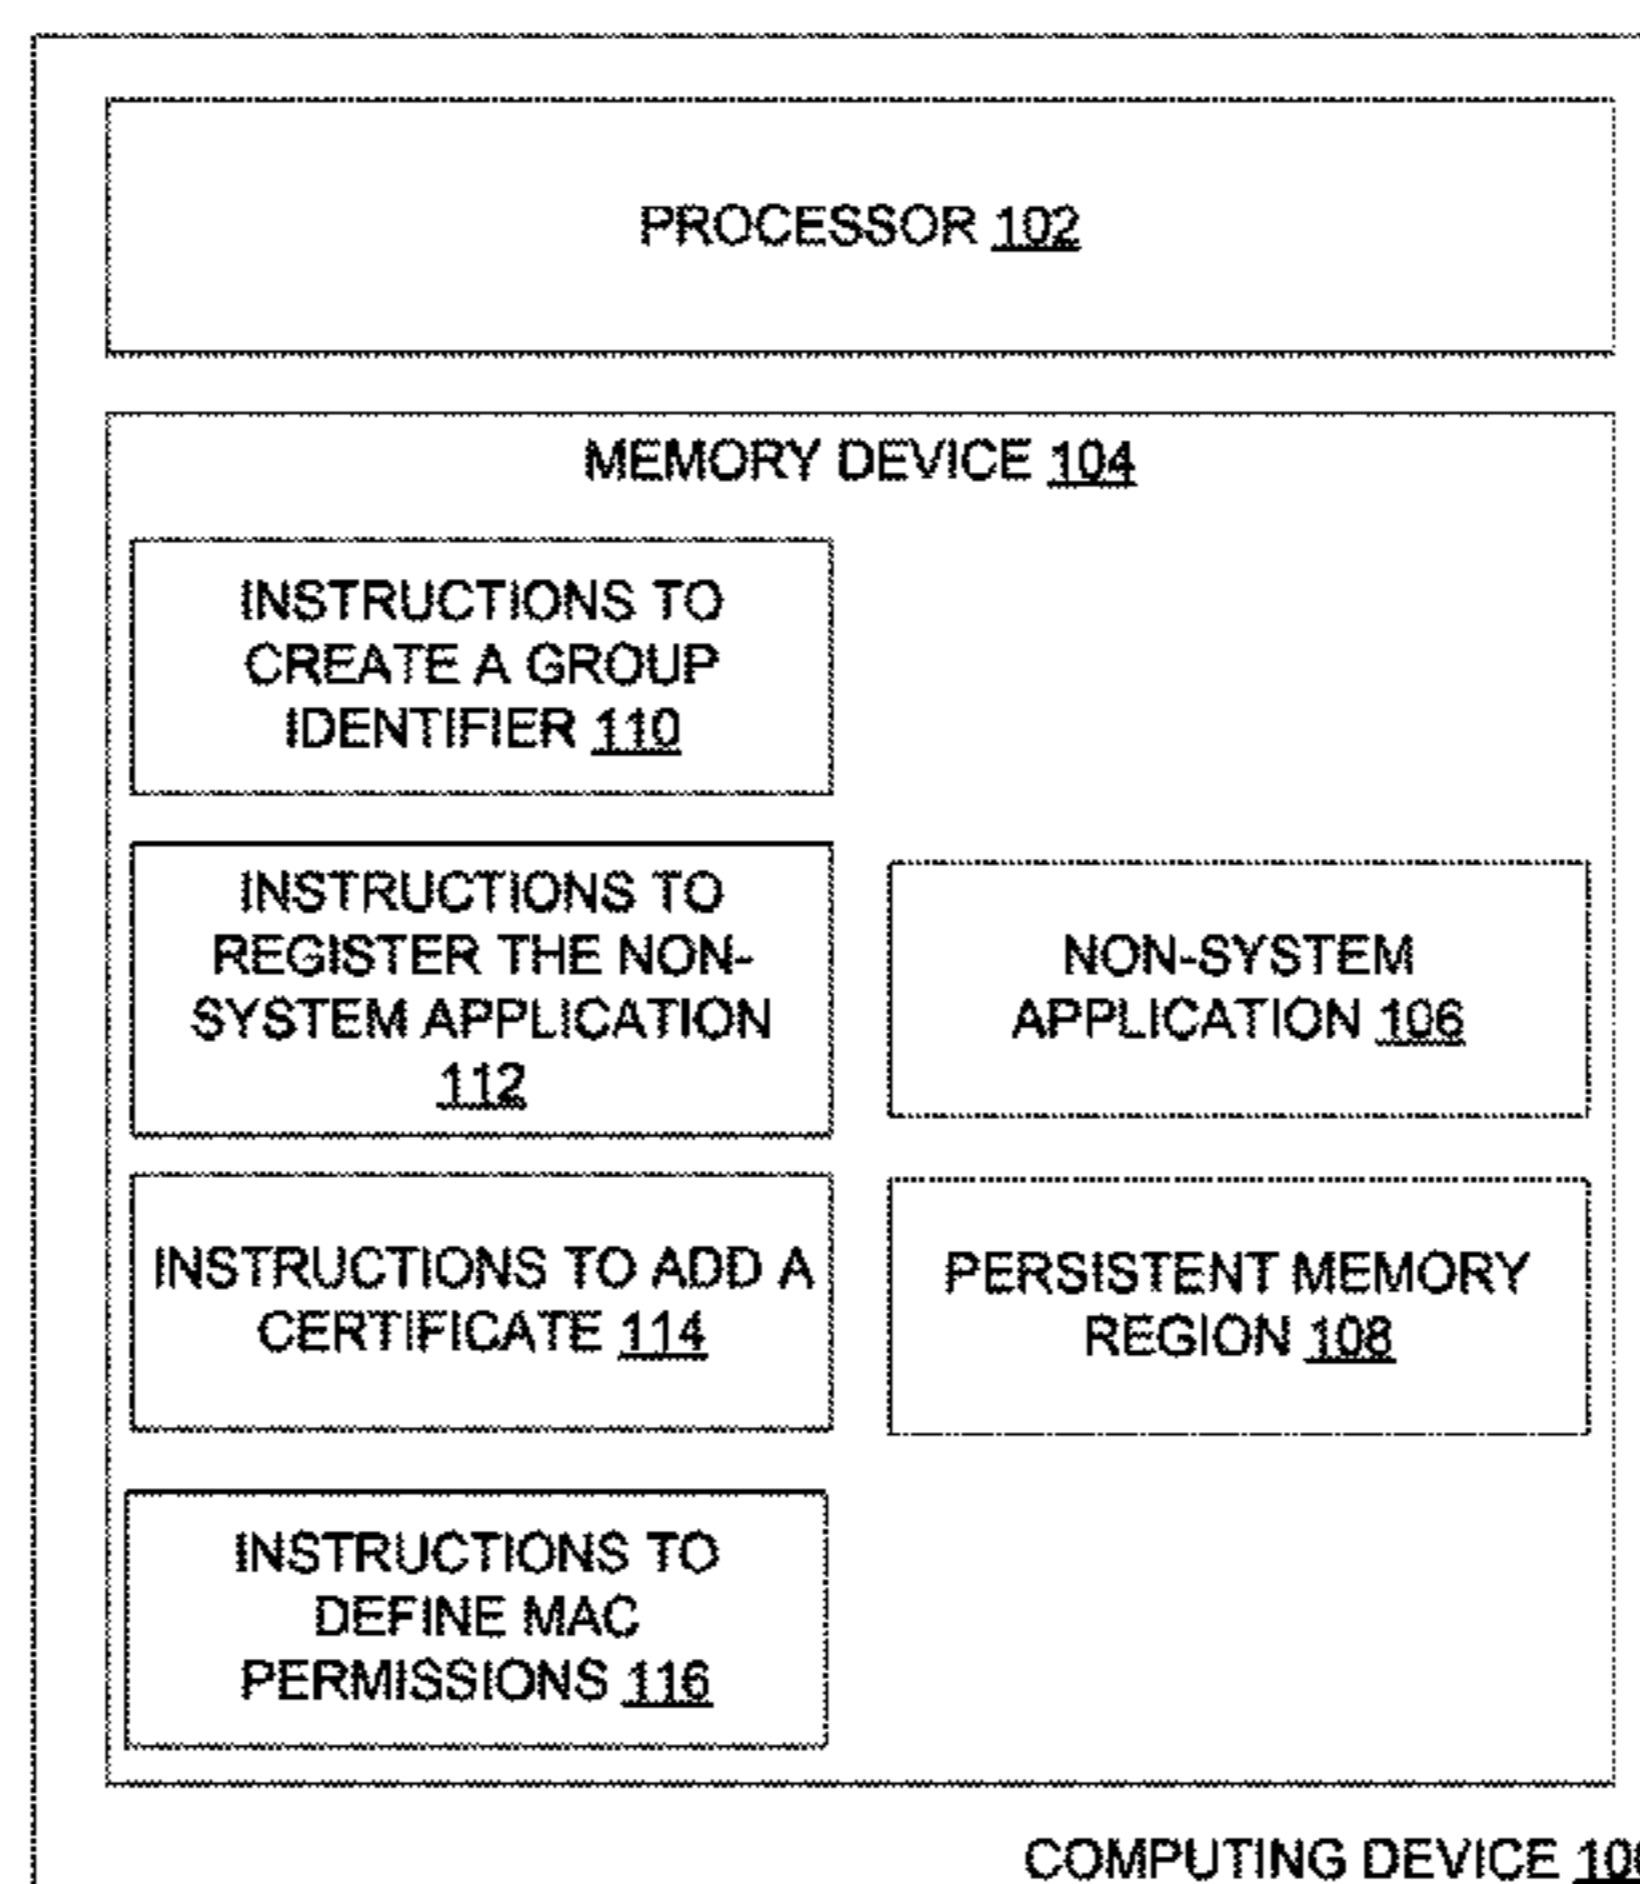 PROCESSOR 102
MEMORY DEVICE 104
INSTRUCTIONS TO
CREATE A GROUP
IDENTIFIER 110
INSTRUCTIONS TO
REGISTER THE NON-
SYSTEM APPLICATION
112
NON-SYSTEM
APPLICATION 106
INSTRUCTIONS TO ADD A
CERTIFICATE 114
PERSISTENT MEMORY
REGION 108
INSTRUCTIONS TO
DEFINE MAC
PERMISSIONS 116
COMPUTING DEVICE